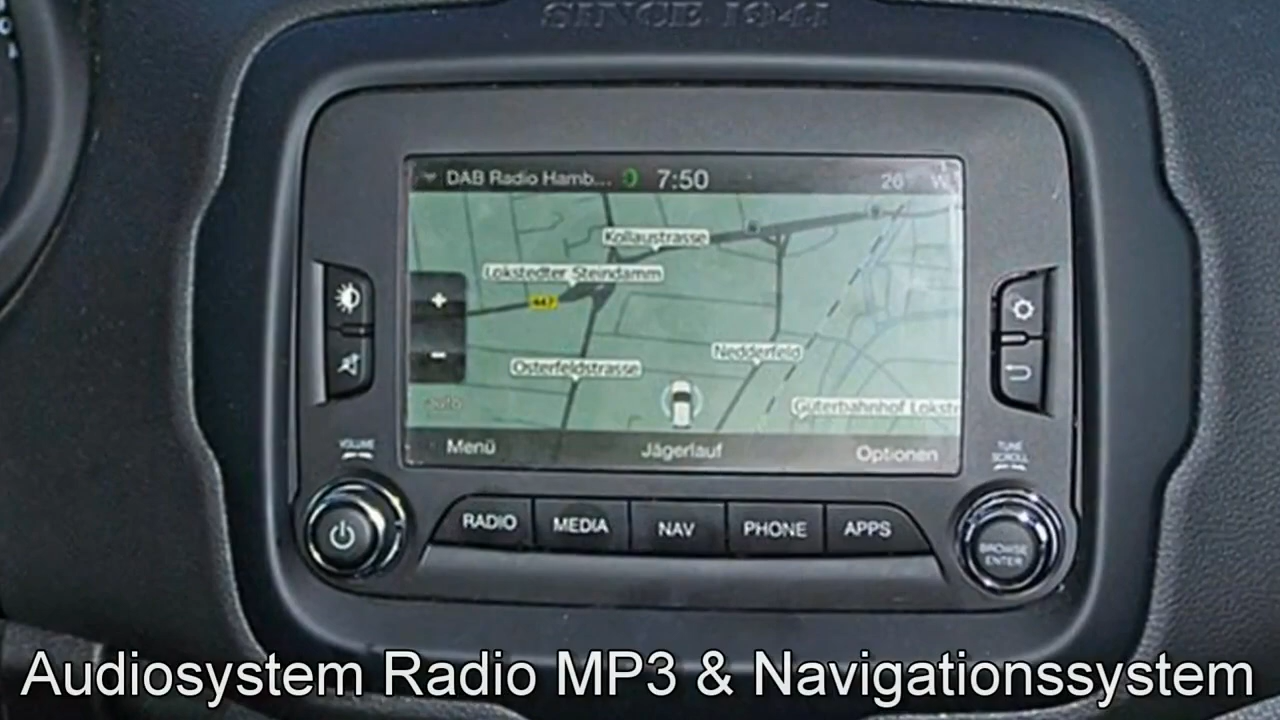 SINCE 1941
DAB Radio Hamb... 7:50 26 W
Kollaustrasse
Lokstedter Steindamm
447
Nedderfeld
Osterfeldstrasse
auto
Güterbahnhof Lokst
Menü Jägerlauf Optionen
VOLUME
TUNE
SCROLL
RADIO MEDIA NAV PHONE APPS
BROWSE
ENTER
Audiosystem Radio MP3 & Navigationssystem